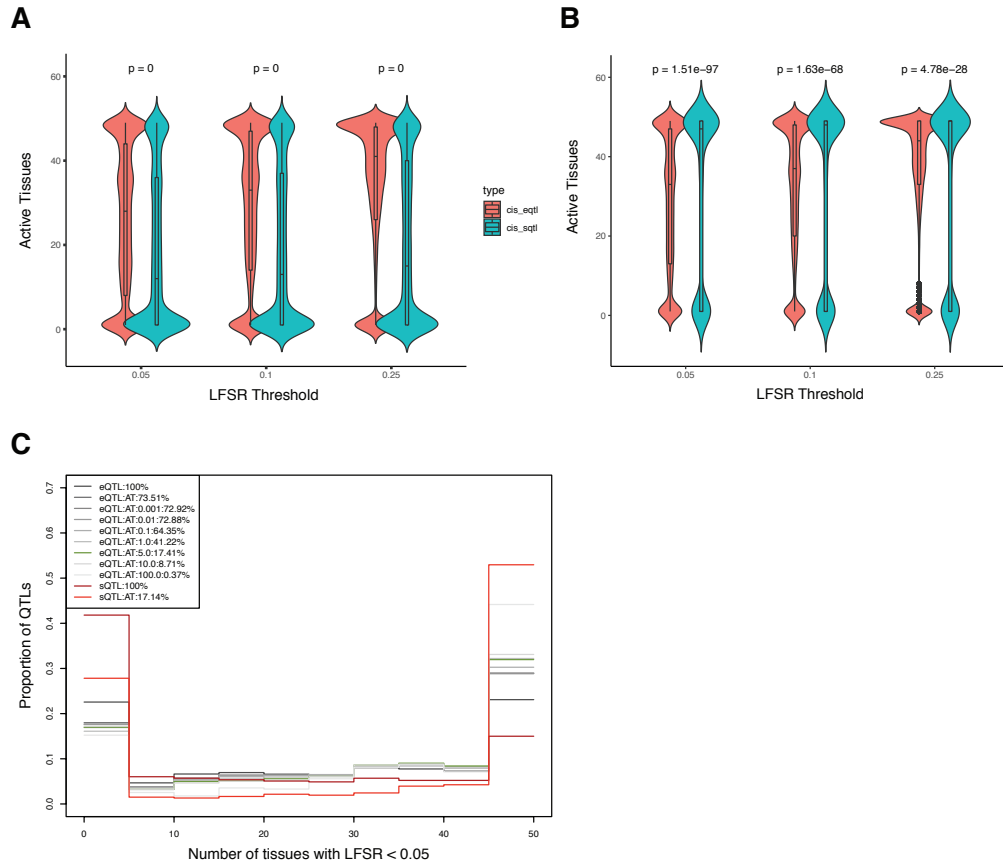 A
p = 0
p = 0
p = 0
60
40
20
0
Active Tissues
0.05
0.1
0.25
LFSR Threshold
type
cis_eqtl
cis_sqtl
B
p = 1.51e−97
p = 1.63e−68
p = 4.78e−28
60
40
20
0
Active Tissues
0.05
0.1
0.25
LFSR Threshold
C
eQTL:100%
eQTL:AT:73.51%
eQTL:AT:0.001:72.92%
eQTL:AT:0.01:72.88%
eQTL:AT:0.1:64.35%
eQTL:AT:1.0:41.22%
eQTL:AT:5.0:17.41%
eQTL:AT:10.0:8.71%
eQTL:AT:100.0:0.37%
sQTL:100%
sQTL:AT:17.14%
0.7
0.6
0.5
0.4
0.3
0.2
0.1
0.0
Proportion of QTLs
0
10
20
30
40
50
Number of tissues with LFSR < 0.05